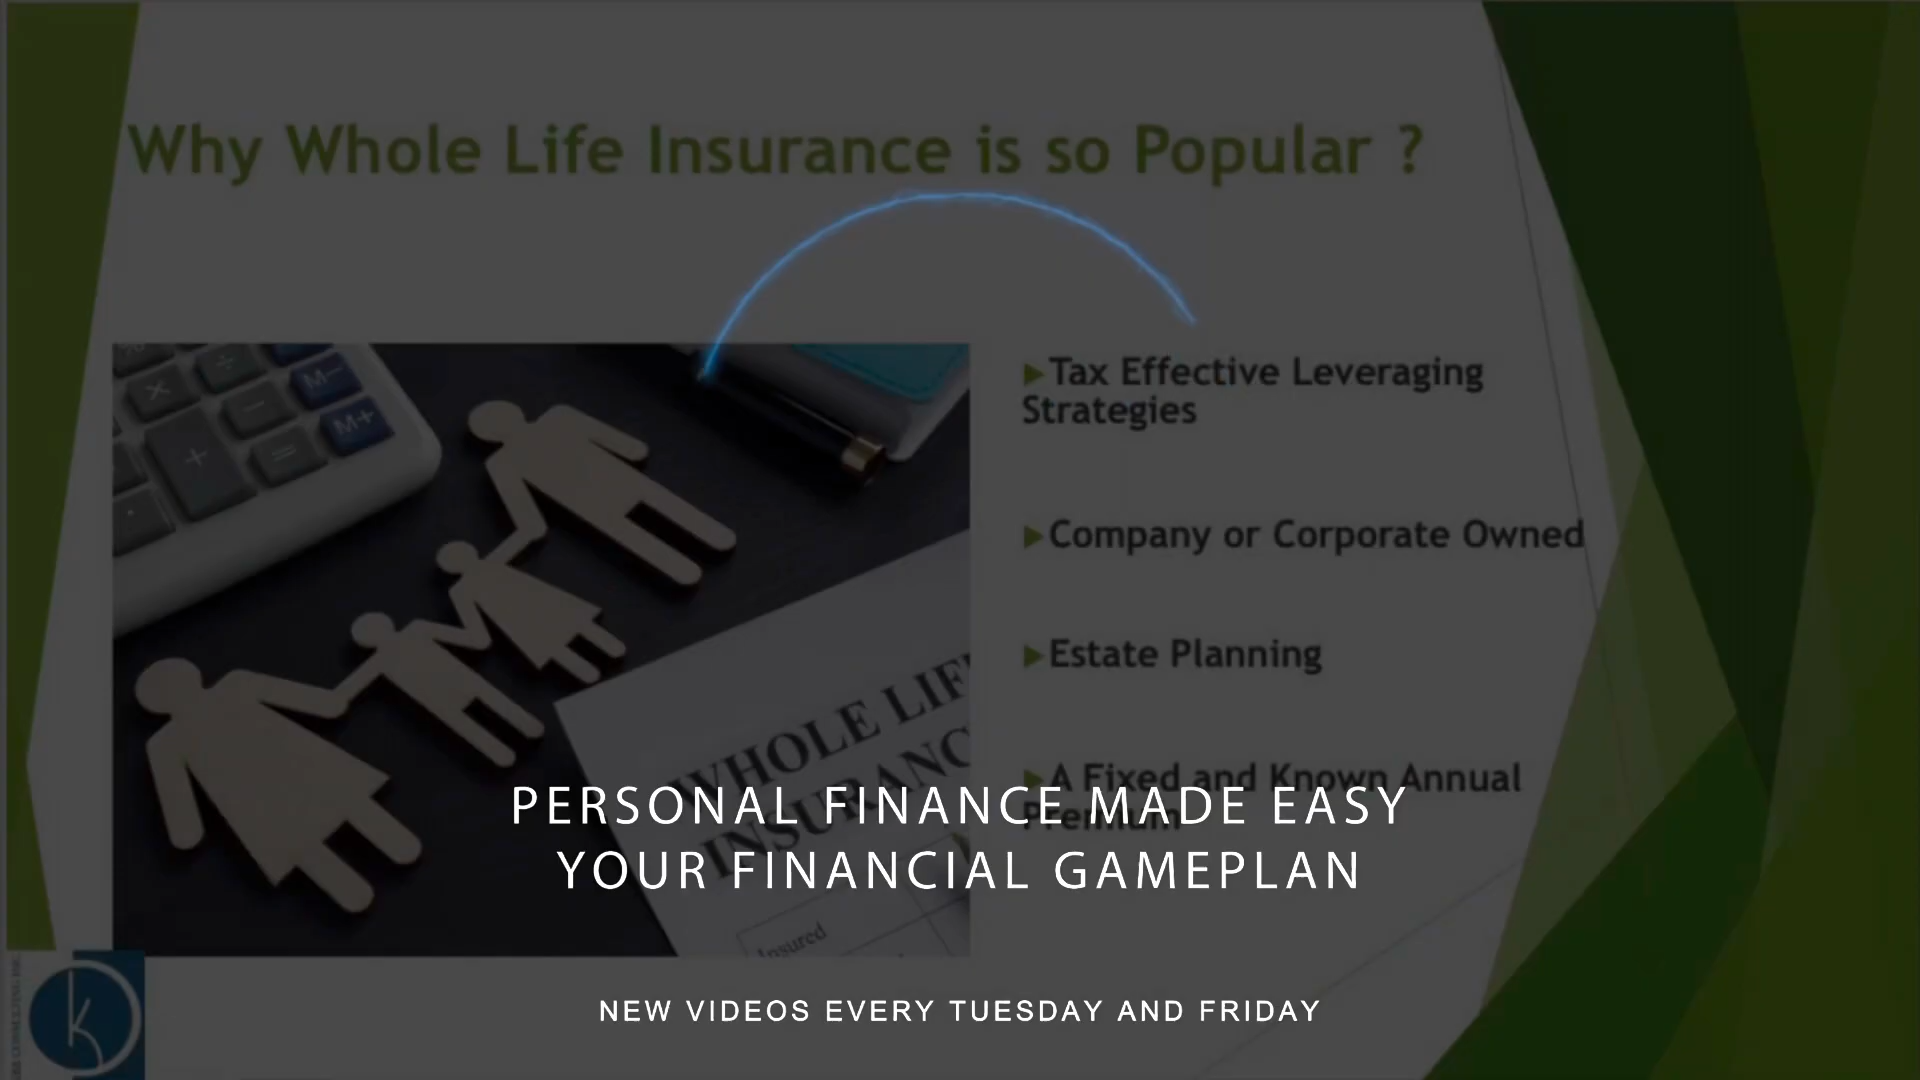 Why Whole Life Insurance is so Popular ?
Tax Effective Leveraging
Strategies
Company or Corporate Owned
Estate Planning
A Fixed and Known Annual
Premium
M-
M+
WHOLE LIF
INSURANC
Insured
PERSONAL FINANCE MADE EASY
YOUR FINANCIAL GAMEPLAN
NEW VIDEOS EVERY TUESDAY AND FRIDAY
k